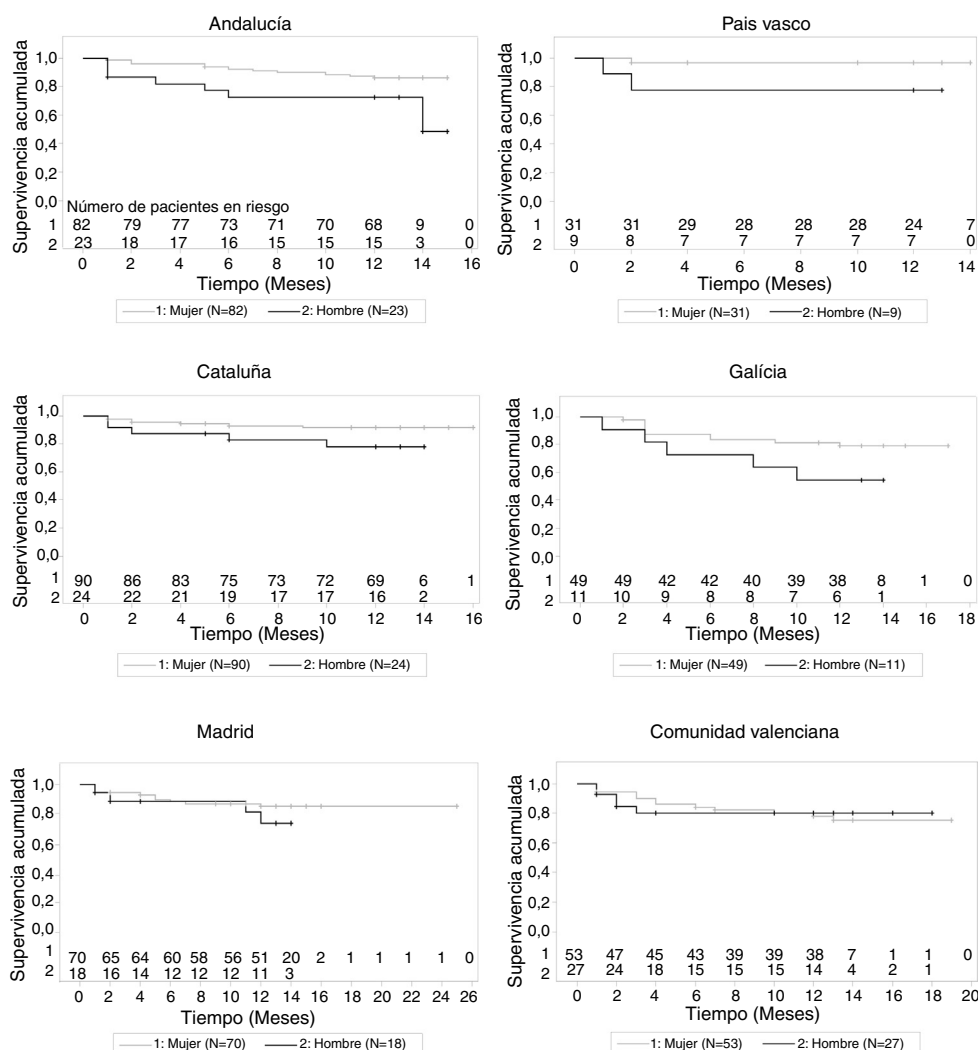 Andalucía
Supervivencia acumulada
1,0
0,8
0,6
0,4
0,2
0,0
Número de pacientes en riesgo
1 82 79 77 73 71 70 68 9 0
2 23 18 17 16 15 15 15 3
0 2 4 6 8 10 12 14 16
Tiempo (Meses)
1: Mujer (N=82) 2: Hombre (N=23)
Pais vasco
Supervivencia acumulada
1,0
0,8
0,6
0,4
0,2
0,0
1 31 31 29 28 28 28 24 7
2 9 8 7 7 7 7 7 0
0 2 4 6 8 10 12 14
Tiempo (Meses)
1: Mujer (N=31) 2: Hombre (N=9)
Cataluña
Supervivencia acumulada
1,0
0,8
0,6
0,4
0,2
0,0
1 90 86 83 75 73 72 69 6 1
2 24 22 21 19 17 17 16 2
0 2 4 6 8 10 12 14 16
Tiempo (Meses)
1: Mujer (N=90) 2: Hombre (N=24)
Galícia
Supervivencia acumulada
1,0
0,8
0,6
0,4
0,2
0,0
1 49 49 42 42 40 39 38 8 1 0
2 11 10 9 8 8 7 6 1
0 2 4 6 8 10 12 14 16 18
Tiempo (Meses)
1: Mujer (N=49) 2: Hombre (N=11)
Madrid
Supervivencia acumulada
1,0
0,8
0,6
0,4
0,2
0,0
1 70 65 64 60 58 56 51 20 2 1 1 1 1 0
2 18 16 14 12 12 12 11 3
0 2 4 6 8 10 12 14 16 18 20 22 24 26
Tiempo (Meses)
1: Mujer (N=70) 2: Hombre (N=18)
Comunidad valenciana
Supervivencia acumulada
1,0
0,8
0,6
0,4
0,2
0,0
1 53 47 45 43 39 39 38 7 1 1 0
2 27 24 18 15 15 15 14 4 2 1
0 2 4 6 8 10 12 14 16 18 20
Tiempo (Meses)
1: Mujer (N=53) 2: Hombre (N=27)